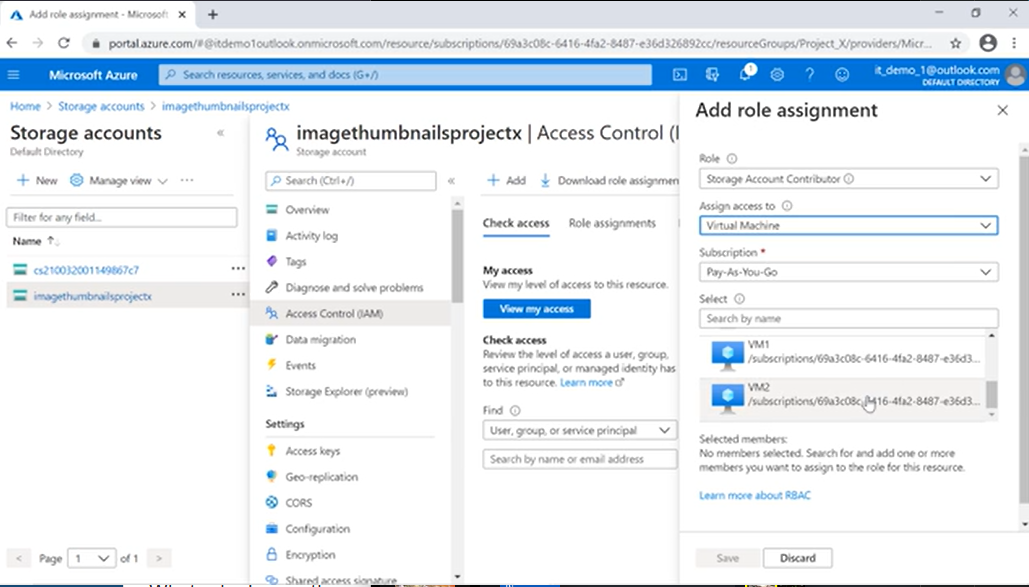 Add role assignment - Microsoft
portal.azure.com/#@itdemo1outlook.onmicrosoft.com/resource/subscriptions/69a3c08c-6416-4fa2-8487-e36d326892cc/resourceGroups/Project_X/providers/Micr...
Microsoft Azure
Search resources, services, and docs (G+/)
1
it_demo_1@outlook.com
DEFAULT DIRECTORY
Home > Storage accounts > imagethumbnailsprojectx
Storage accounts
Default Directory
New
Manage view
Filter for any field...
Name
cs210032001149867c7
imagethumbnailsprojectx
Page 1 of 1
imagethumbnailsprojectx | Access Control (I
Storage account
Search (Ctrl+/)
Overview
Activity log
Tags
Diagnose and solve problems
Access Control (IAM)
Data migration
Events
Storage Explorer (preview)
Settings
Access keys
Geo-replication
CORS
Configuration
Encryption
Shared access signature
Add
Download role assignmen
Check access
Role assignments
My access
View my level of access to this resource.
View my access
Check access
Review the level of access a user, group,
service principal, or managed identity has
to this resource. Learn more
Find
User, group, or service principal
Search by name or email address
Add role assignment
Role
Storage Account Contributor
Assign access to
Virtual Machine
Subscription *
Pay-As-You-Go
Select
Search by name
VM1
/subscriptions/69a3c08c-6416-4fa2-8487-e36d3...
VM2
/subscriptions/69a3c08c-6416-4fa2-8487-e36d3...
Selected members:
No members selected. Search for and add one or more
members you want to assign to the role for this resource.
Learn more about RBAC
Save
Discard